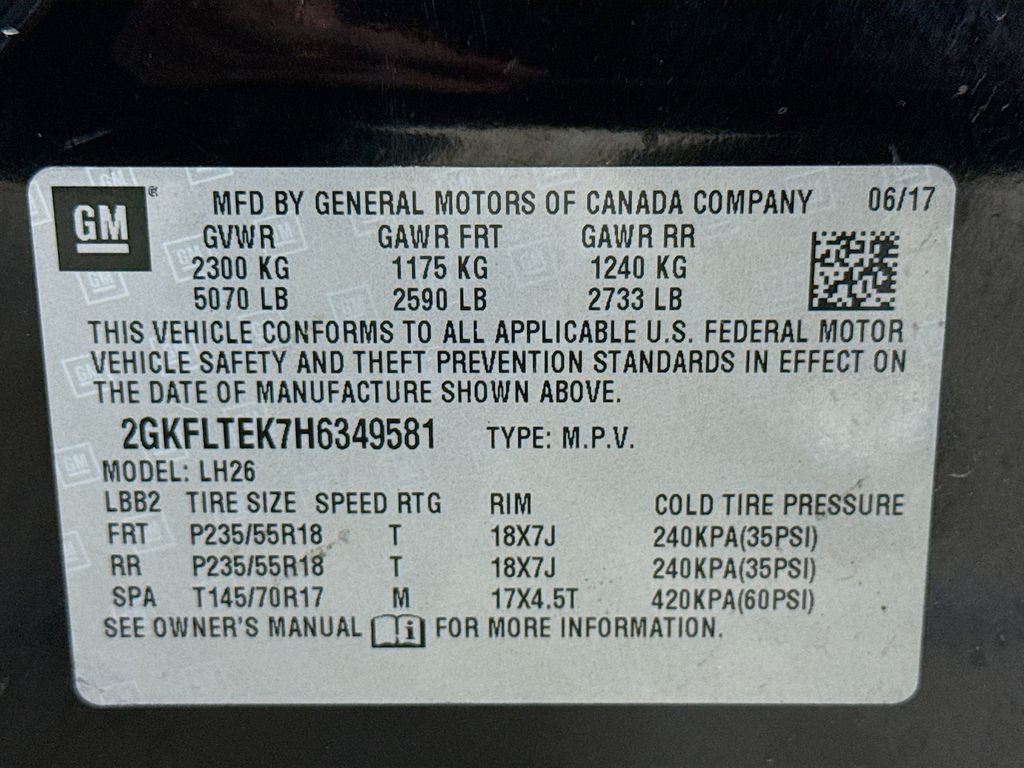 GM ® MFD BY GENERAL MOTORS OF CANADA COMPANY 06/17
GVWR GAWR FRT GAWR RR
2300 KG 1175 KG 1240 KG
5070 LB 2590 LB 2733 LB
THIS VEHICLE CONFORMS TO ALL APPLICABLE U.S. FEDERAL MOTOR
VEHICLE SAFETY AND THEFT PREVENTION STANDARDS IN EFFECT ON
THE DATE OF MANUFACTURE SHOWN ABOVE.
2GKFLTEK7H6349581 TYPE: M.P.V.
MODEL: LH26
LBB2 TIRE SIZE SPEED RTG RIM COLD TIRE PRESSURE
FRT P235/55R18 T 18X7J 240KPA(35PSI)
RR P235/55R18 T 18X7J 240KPA(35PSI)
SPA T145/70R17 M 17X4.5T 420KPA(60PSI)
SEE OWNER'S MANUAL i FOR MORE INFORMATION.